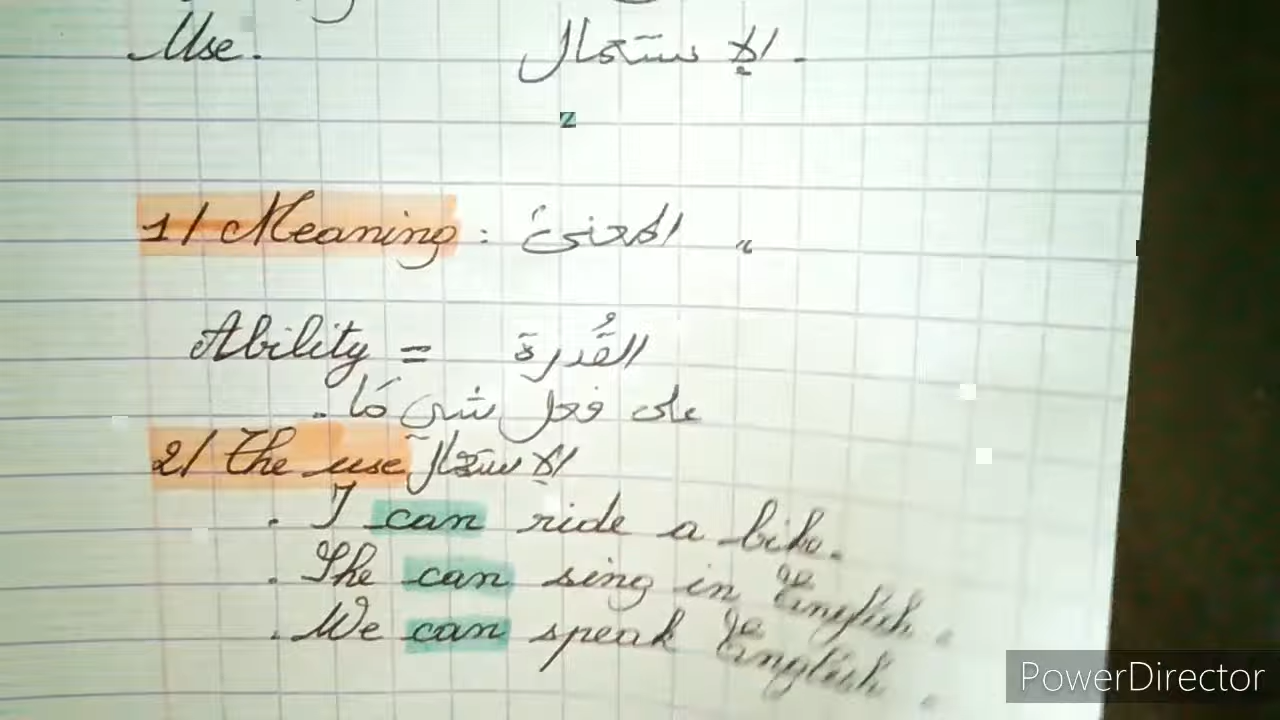 Use. الإستعمال.
1/ Meaning: المعنى
Ability = القُدرة
على فعل شيئ مَا.
2/ The use الإستعمال
. I can ride a bike.
. She can sing in English.
. We can speak English.
PowerDirector